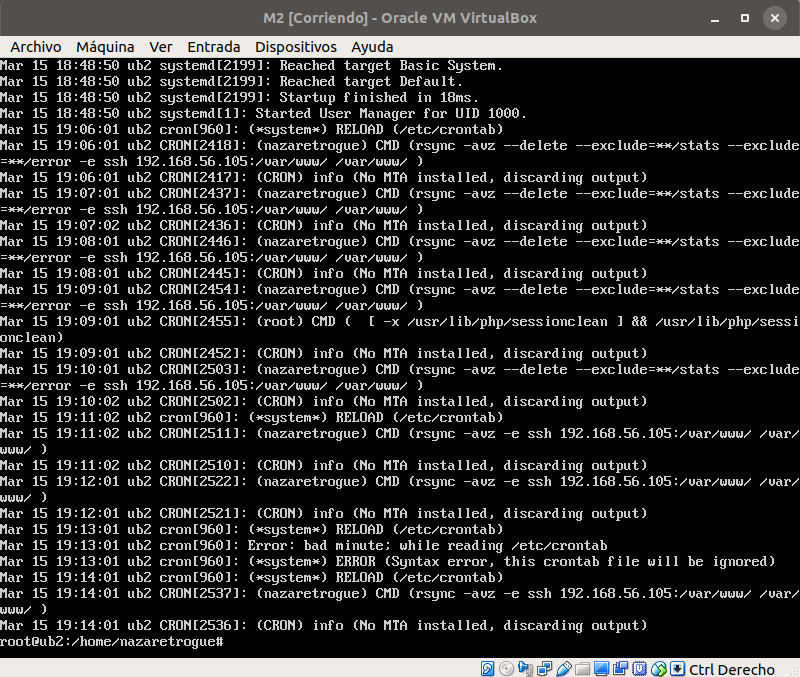 M2 [Corriendo] - Oracle VM VirtualBox
Archivo Máquina Ver Entrada Dispositivos Ayuda
Mar 15 18:48:50 ub2 systemd[2199]: Reached target Basic System.
Mar 15 18:48:50 ub2 systemd[2199]: Reached target Default.
Mar 15 18:48:50 ub2 systemd[2199]: Startup finished in 18ms.
Mar 15 18:48:50 ub2 systemd[1]: Started User Manager for UID 1000.
Mar 15 19:06:01 ub2 cron[960]: (*system*) RELOAD (/etc/crontab)
Mar 15 19:06:01 ub2 CRON[2418]: (nazaretrogue) CMD (rsync -avz --delete --exclude=**/stats --exclude
=**/error -e ssh 192.168.56.105:/var/www/ /var/www/ )
Mar 15 19:06:01 ub2 CRON[2417]: (CRON) info (No MTA installed, discarding output)
Mar 15 19:07:01 ub2 CRON[2437]: (nazaretrogue) CMD (rsync -avz --delete --exclude=**/stats --exclude
=**/error -e ssh 192.168.56.105:/var/www/ /var/www/ )
Mar 15 19:07:02 ub2 CRON[2436]: (CRON) info (No MTA installed, discarding output)
Mar 15 19:08:01 ub2 CRON[2446]: (nazaretrogue) CMD (rsync -avz --delete --exclude=**/stats --exclude
=**/error -e ssh 192.168.56.105:/var/www/ /var/www/ )
Mar 15 19:08:01 ub2 CRON[2445]: (CRON) info (No MTA installed, discarding output)
Mar 15 19:09:01 ub2 CRON[2454]: (nazaretrogue) CMD (rsync -avz --delete --exclude=**/stats --exclude
=**/error -e ssh 192.168.56.105:/var/www/ /var/www/ )
Mar 15 19:09:01 ub2 CRON[2455]: (root) CMD (  [ -x /usr/lib/php/sessionclean ] && /usr/lib/php/sessi
onclean)
Mar 15 19:09:01 ub2 CRON[2452]: (CRON) info (No MTA installed, discarding output)
Mar 15 19:10:01 ub2 CRON[2503]: (nazaretrogue) CMD (rsync -avz --delete --exclude=**/stats --exclude
=**/error -e ssh 192.168.56.105:/var/www/ /var/www/ )
Mar 15 19:10:02 ub2 CRON[2502]: (CRON) info (No MTA installed, discarding output)
Mar 15 19:11:02 ub2 cron[960]: (*system*) RELOAD (/etc/crontab)
Mar 15 19:11:02 ub2 CRON[2511]: (nazaretrogue) CMD (rsync -avz -e ssh 192.168.56.105:/var/www/ /var/
www/ )
Mar 15 19:11:02 ub2 CRON[2510]: (CRON) info (No MTA installed, discarding output)
Mar 15 19:12:01 ub2 CRON[2522]: (nazaretrogue) CMD (rsync -avz -e ssh 192.168.56.105:/var/www/ /var/
www/ )
Mar 15 19:12:01 ub2 CRON[2521]: (CRON) info (No MTA installed, discarding output)
Mar 15 19:13:01 ub2 cron[960]: (*system*) RELOAD (/etc/crontab)
Mar 15 19:13:01 ub2 cron[960]: Error: bad minute; while reading /etc/crontab
Mar 15 19:13:01 ub2 cron[960]: (*system*) ERROR (Syntax error, this crontab file will be ignored)
Mar 15 19:14:01 ub2 cron[960]: (*system*) RELOAD (/etc/crontab)
Mar 15 19:14:01 ub2 CRON[2537]: (nazaretrogue) CMD (rsync -avz -e ssh 192.168.56.105:/var/www/ /var/
www/ )
Mar 15 19:14:01 ub2 CRON[2536]: (CRON) info (No MTA installed, discarding output)
root@ub2:/home/nazaretrogue#
Ctrl Derecho